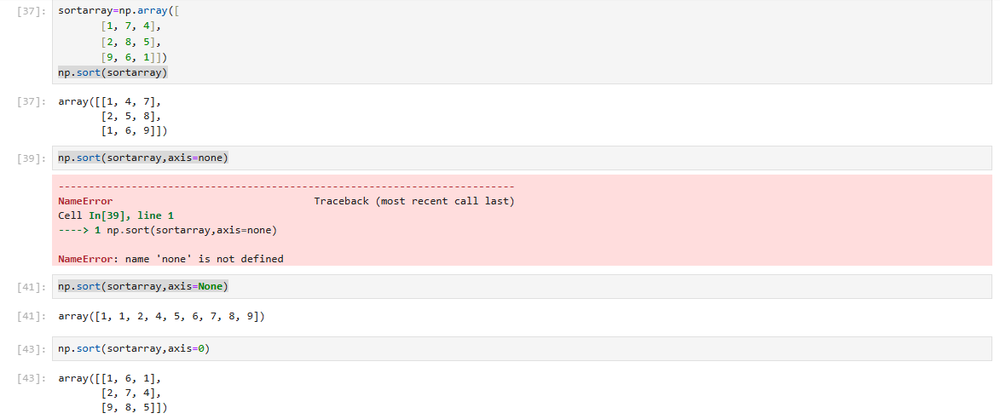 [37]: sortarray=np.array([
[1, 7, 4],
[2, 8, 5],
[9, 6, 1]])
np.sort(sortarray)
[37]: array([[1, 4, 7],
[2, 5, 8],
[1, 6, 9]])
[39]: np.sort(sortarray,axis=none)
---------------------------------------------------------------------------
NameError                                 Traceback (most recent call last)
Cell In[39], line 1
----> 1 np.sort(sortarray,axis=none)
NameError: name 'none' is not defined
[41]: np.sort(sortarray,axis=None)
[41]: array([1, 1, 2, 4, 5, 6, 7, 8, 9])
[43]: np.sort(sortarray,axis=0)
[43]: array([[1, 6, 1],
[2, 7, 4],
[9, 8, 5]])